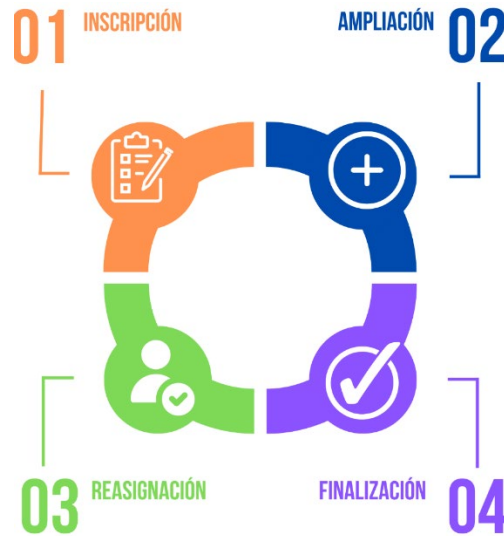 01 INSCRIPCIÓN
AMPLIACIÓN 02
03 REASIGNACIÓN
FINALIZACIÓN 04